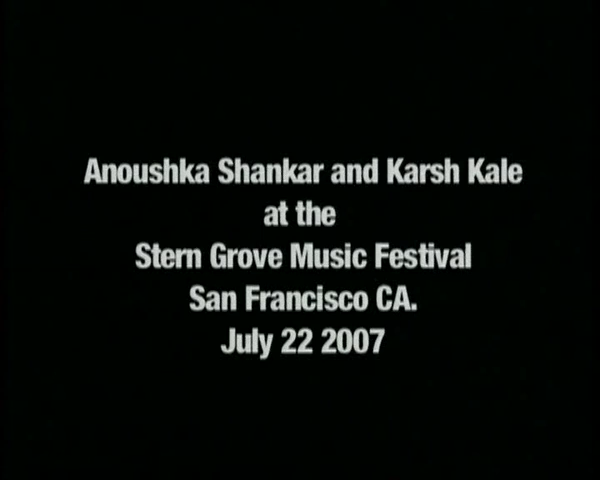 Anoushka Shankar and Karsh Kale
at the
Stern Grove Music Festival
San Francisco CA.
July 22 2007